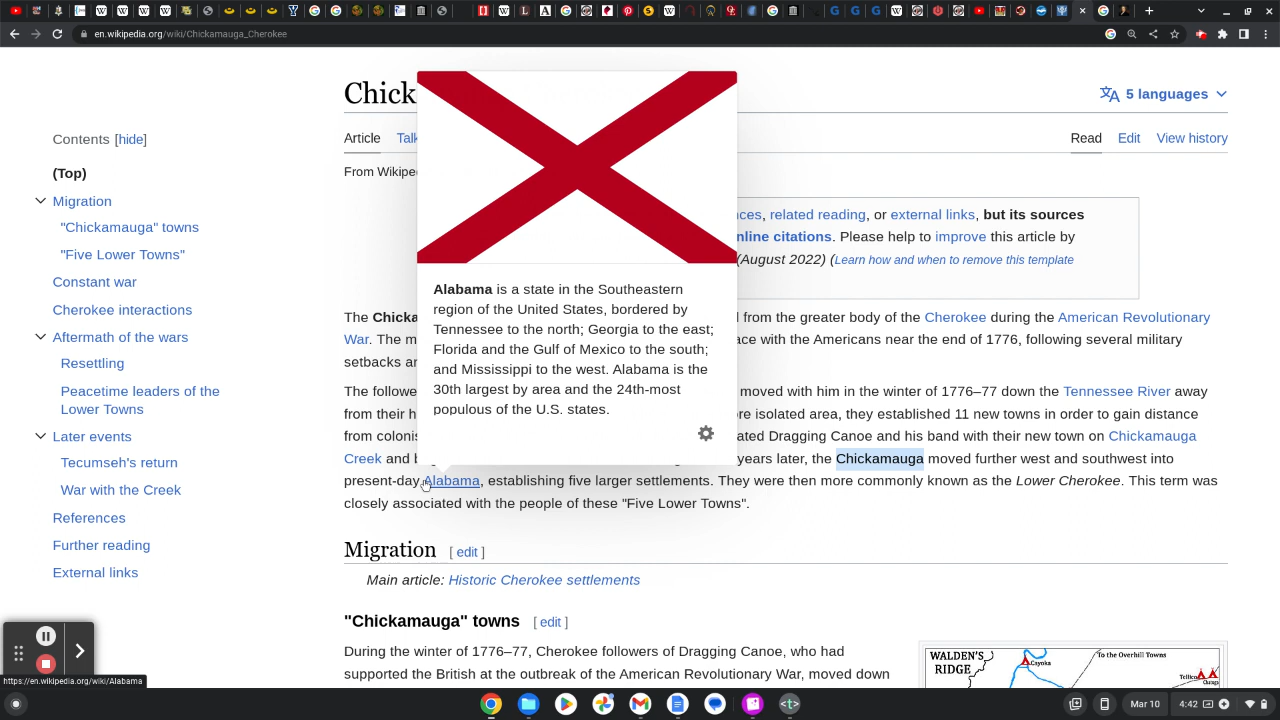 en.wikipedia.org/wiki/Chickamauga_Cherokee
Chick
5 languages
Contents [hide]
Article Talk
Read Edit View history
From Wikipe
(Top)
Migration
"Chickamauga" towns
"Five Lower Towns"
Constant war
Cherokee interactions
Aftermath of the wars
Resettling
Peacetime leaders of the
Lower Towns
Later events
Tecumseh's return
War with the Creek
References
Further reading
External links
nces, related reading, or external links, but its sources
nline citations. Please help to improve this article by
(August 2022) (Learn how and when to remove this template
Alabama is a state in the Southeastern
region of the United States, bordered by
Tennessee to the north; Georgia to the east;
Florida and the Gulf of Mexico to the south;
and Mississippi to the west. Alabama is the
30th largest by area and the 24th-most
populous of the U.S. states.
The Chicka d from the greater body of the Cherokee during the American Revolutionary
War. The m ace with the Americans near the end of 1776, following several military
setbacks ar
The followe moved with him in the winter of 1776–77 down the Tennessee River away
from their h re isolated area, they established 11 new towns in order to gain distance
from colonis ated Dragging Canoe and his band with their new town on Chickamauga
Creek and b years later, the Chickamauga moved further west and southwest into
present-day Alabama, establishing five larger settlements. They were then more commonly known as the Lower Cherokee. This term was
closely associated with the people of these "Five Lower Towns".
Migration [ edit ]
Main article: Historic Cherokee settlements
"Chickamauga" towns [ edit ]
During the winter of 1776–77, Cherokee followers of Dragging Canoe, who had
supported the British at the outbreak of the American Revolutionary War, moved down
WALDEN'S
RIDGE
Cayoka
To the Overhill Towns
Tellico
https://en.wikipedia.org/wiki/Alabama
Mar 10
4:42